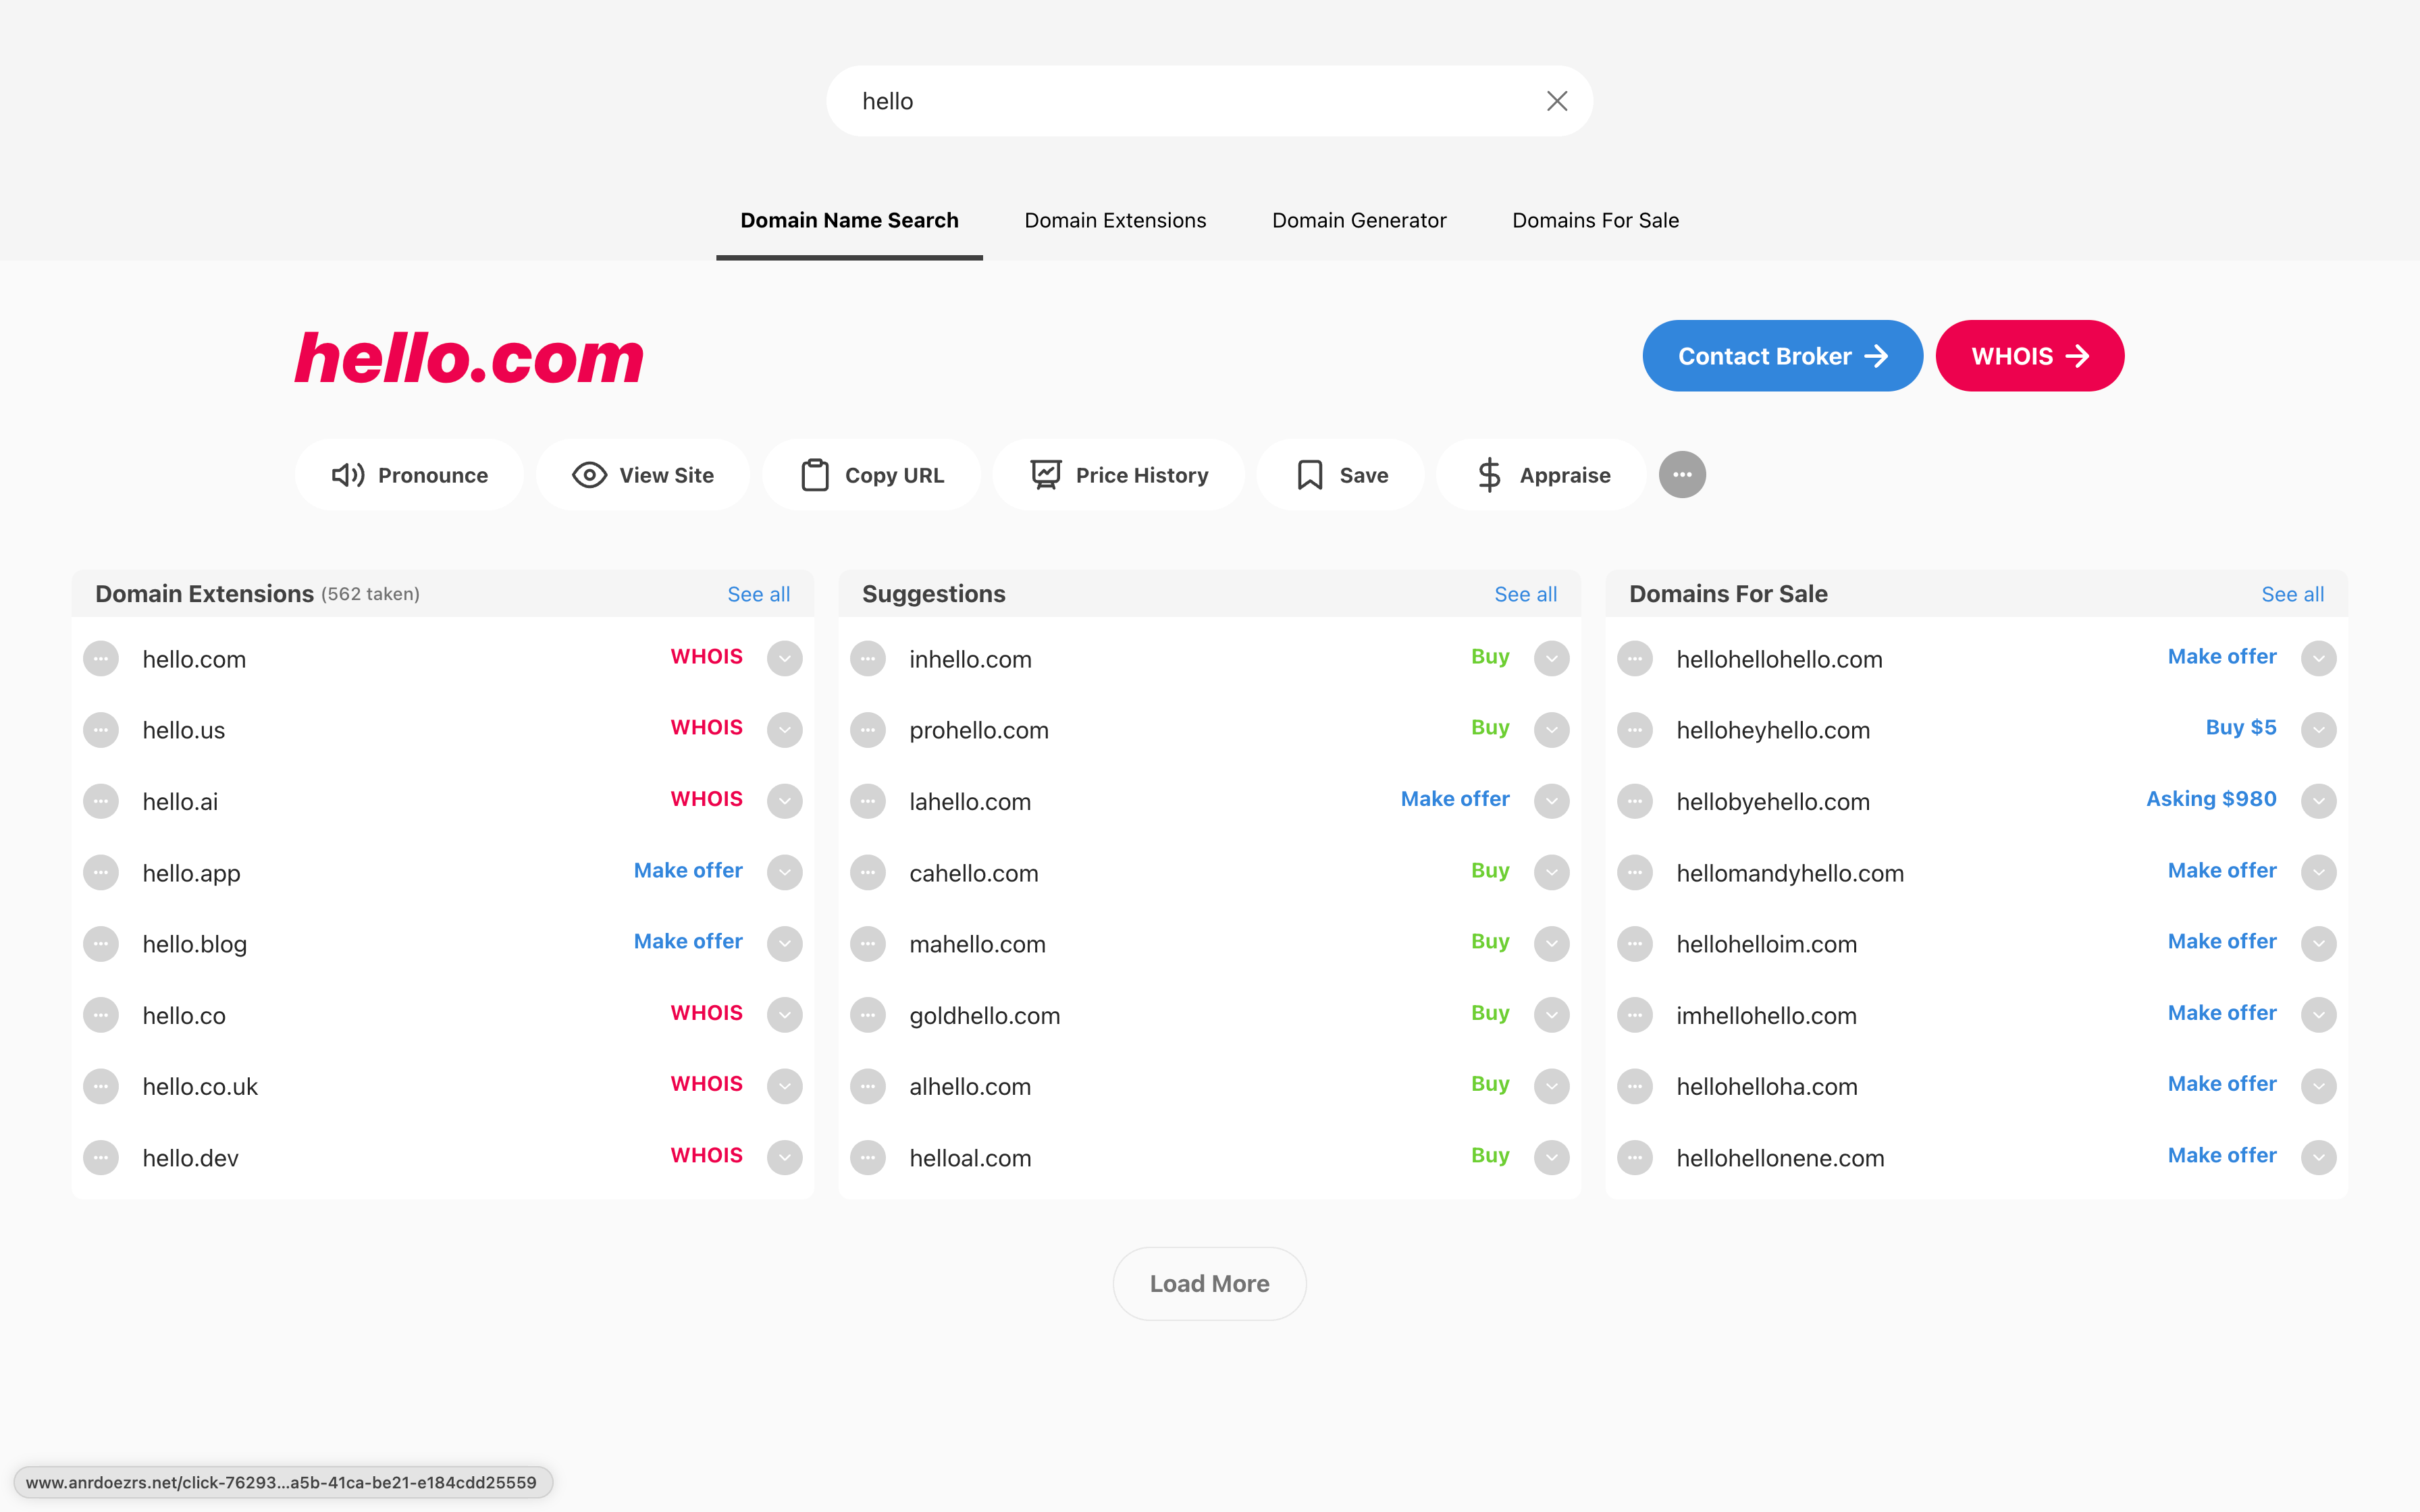 hello
Domain Name Search Domain Extensions Domain Generator Domains For Sale
hello.com
Contact Broker WHOIS
Pronounce View Site Copy URL Price History Save Appraise
Domain Extensions (562 taken) See all
hello.com WHOIS
hello.us WHOIS
hello.ai WHOIS
hello.app Make offer
hello.blog Make offer
hello.co WHOIS
hello.co.uk WHOIS
hello.dev WHOIS
Suggestions See all
inhello.com Buy
prohello.com Buy
lahello.com Make offer
cahello.com Buy
mahello.com Buy
goldhello.com Buy
alhello.com Buy
helloal.com Buy
Domains For Sale See all
hellohellohello.com Make offer
helloheyhello.com Buy $5
hellobyehello.com Asking $980
hellomandyhello.com Make offer
hellohelloim.com Make offer
imhellohello.com Make offer
hellohelloha.com Make offer
hellohellonene.com Make offer
Load More
www.anrdoezrs.net/click-76293...a5b-41ca-be21-e184cdd25559